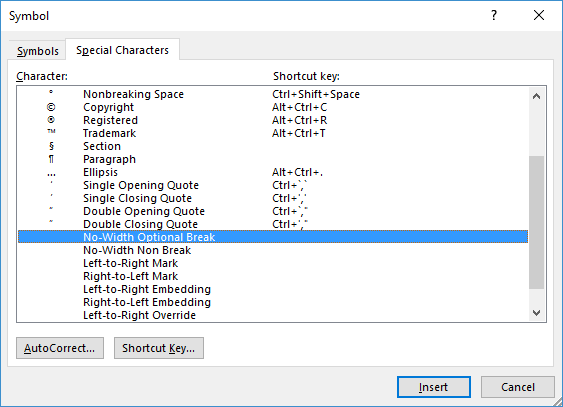 Symbol
Symbols Special Characters
Character: Shortcut key:
° Nonbreaking Space Ctrl+Shift+Space
© Copyright Alt+Ctrl+C
® Registered Alt+Ctrl+R
™ Trademark Alt+Ctrl+T
§ Section
¶ Paragraph
… Ellipsis Alt+Ctrl+.
‘ Single Opening Quote Ctrl+`,`
’ Single Closing Quote Ctrl+','
“ Double Opening Quote Ctrl+`,"
” Double Closing Quote Ctrl+',"
No-Width Optional Break
No-Width Non Break
Left-to-Right Mark
Right-to-Left Mark
Left-to-Right Embedding
Right-to-Left Embedding
Left-to-Right Override
AutoCorrect... Shortcut Key...
Insert Cancel